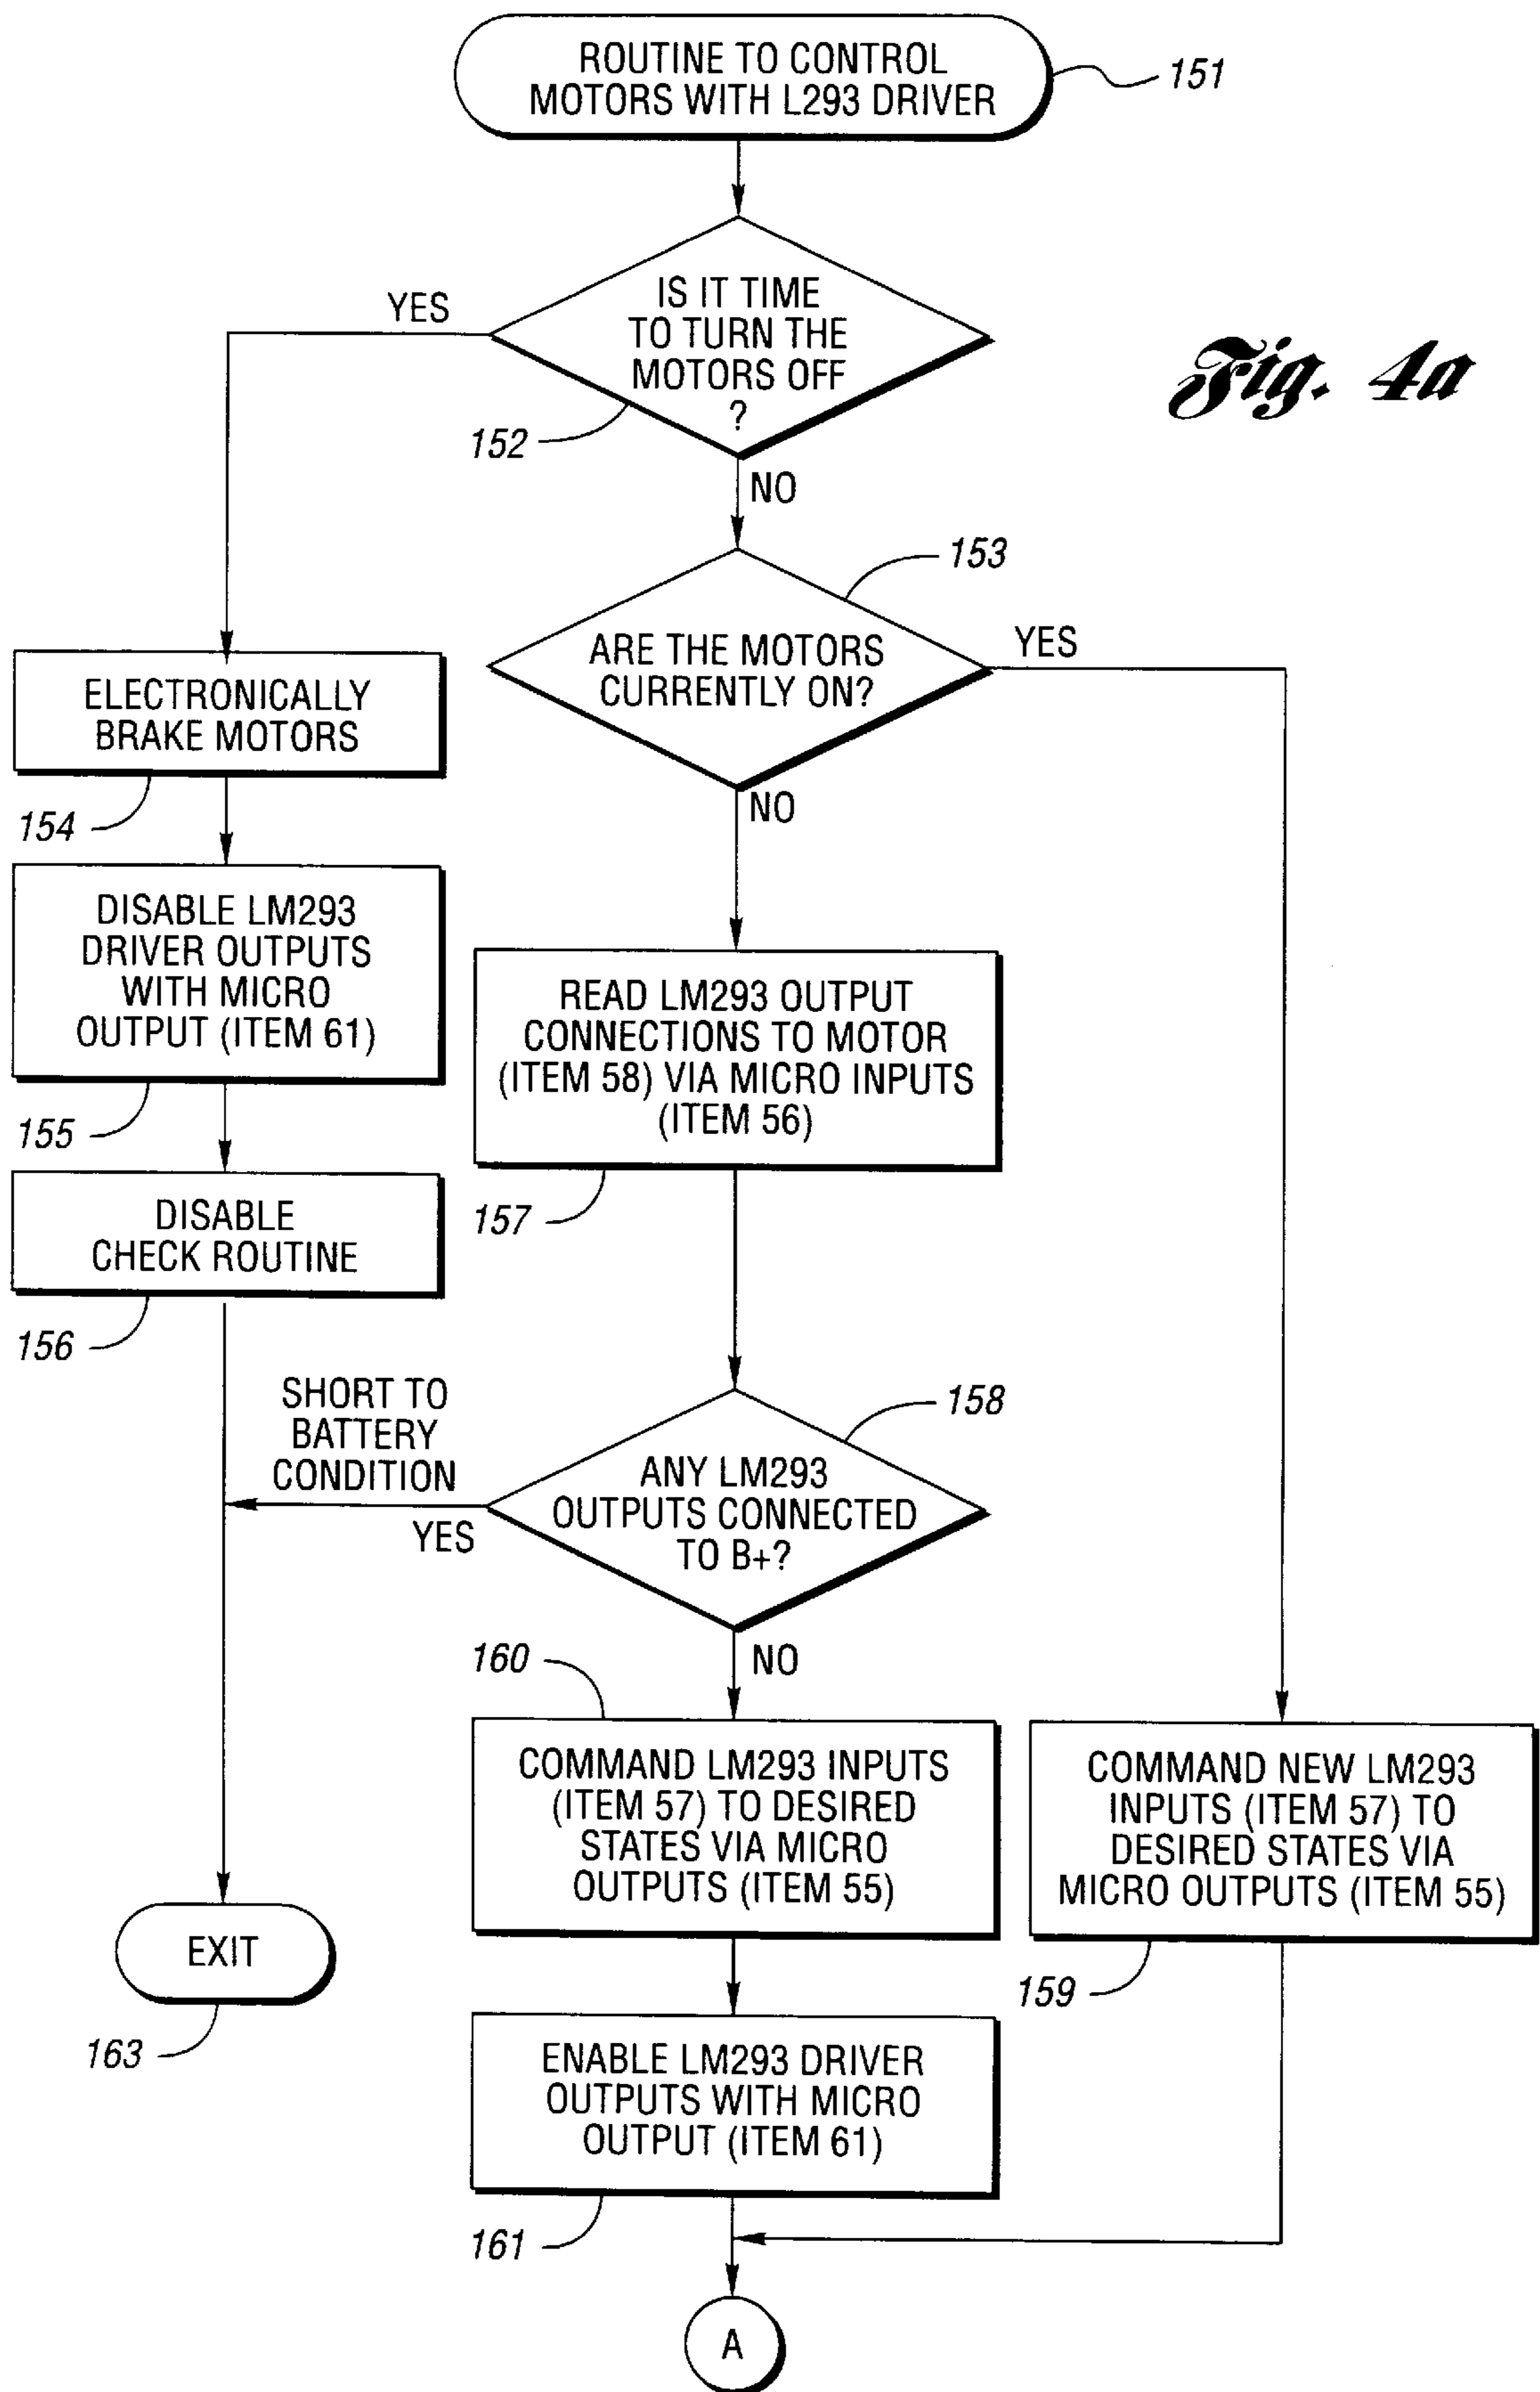 ROUTINE TO CONTROL
MOTORS WITH L293 DRIVER
151
IS IT TIME
TO TURN THE
MOTORS OFF
?
YES
152
NO
Fig. 4a
153
ARE THE MOTORS
CURRENTLY ON?
YES
NO
ELECTRONICALLY
BRAKE MOTORS
154
DISABLE LM293
DRIVER OUTPUTS
WITH MICRO
OUTPUT (ITEM 61)
155
READ LM293 OUTPUT
CONNECTIONS TO MOTOR
(ITEM 58) VIA MICRO INPUTS
(ITEM 56)
157
DISABLE
CHECK ROUTINE
156
SHORT TO
BATTERY
CONDITION
YES
158
ANY LM293
OUTPUTS CONNECTED
TO B+?
NO
160
COMMAND LM293 INPUTS
(ITEM 57) TO DESIRED
STATES VIA MICRO
OUTPUTS (ITEM 55)
COMMAND NEW LM293
INPUTS (ITEM 57) TO
DESIRED STATES VIA
MICRO OUTPUTS (ITEM 55)
159
EXIT
163
ENABLE LM293 DRIVER
OUTPUTS WITH MICRO
OUTPUT (ITEM 61)
161
A